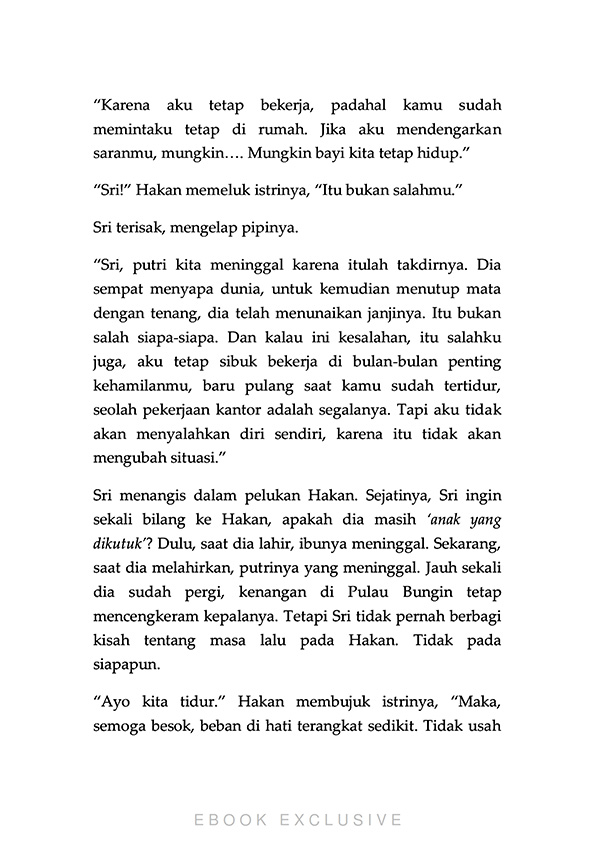 “Karena aku tetap bekerja, padahal kamu sudah
memintaku tetap di rumah. Jika aku mendengarkan
saranmu, mungkin.... Mungkin bayi kita tetap hidup.”
“Sri!” Hakan memeluk istrinya, “Itu bukan salahmu.”
Sri terisak, mengelap pipinya.
“Sri, putri kita meninggal karena itulah takdirnya. Dia
sempat menyapa dunia, untuk kemudian menutup mata
dengan tenang, dia telah menunaikan janjinya. Itu bukan
salah siapa-siapa. Dan kalau ini kesalahan, itu salahku
juga, aku tetap sibuk bekerja di bulan-bulan penting
kehamilanmu, baru pulang saat kamu sudah tertidur,
seolah pekerjaan kantor adalah segalanya. Tapi aku tidak
akan menyalahkan diri sendiri, karena itu tidak akan
mengubah situasi.”
Sri menangis dalam pelukan Hakan. Sejatinya, Sri ingin
sekali bilang ke Hakan, apakah dia masih ‘anak yang
dikutuk’? Dulu, saat dia lahir, ibunya meninggal. Sekarang,
saat dia melahirkan, putrinya yang meninggal. Jauh sekali
dia sudah pergi, kenangan di Pulau Bungin tetap
mencengkeram kepalanya. Tetapi Sri tidak pernah berbagi
kisah tentang masa lalu pada Hakan. Tidak pada
siapapun.
“Ayo kita tidur.” Hakan membujuk istrinya, “Maka,
semoga besok, beban di hati terangkat sedikit. Tidak usah
EBOOK EXCLUSIVE